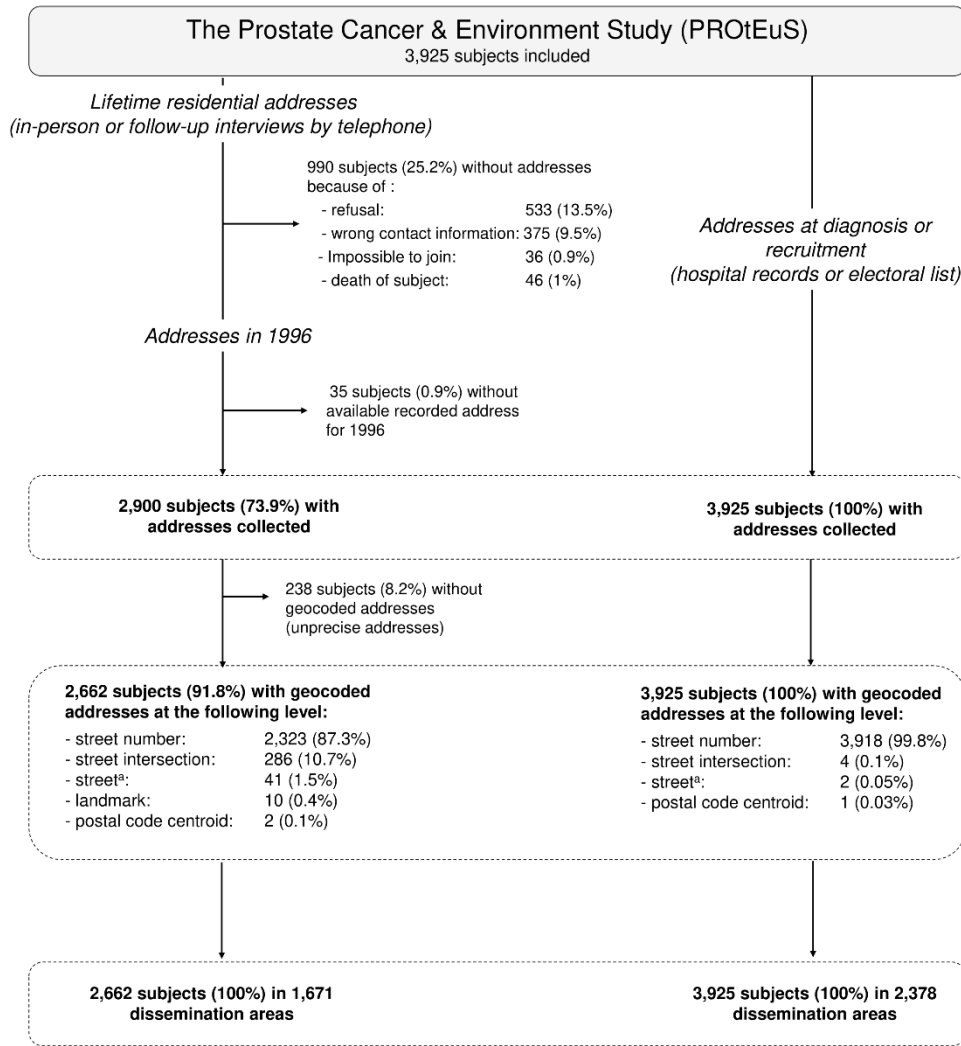 The Prostate Cancer & Environment Study (PROtEuS)
3,925 subjects included
Lifetime residential addresses
(in-person or follow-up interviews by telephone)
990 subjects (25.2%) without addresses
because of :
- refusal: 533 (13.5%)
- wrong contact information: 375 (9.5%)
- Impossible to join: 36 (0.9%)
- death of subject: 46 (1%)
Addresses at diagnosis or
recruitment
(hospital records or electoral list)
Addresses in 1996
35 subjects (0.9%) without
available recorded address
for 1996
2,900 subjects (73.9%) with
addresses collected
3,925 subjects (100%) with
addresses collected
238 subjects (8.2%) without
geocoded addresses
(unprecise addresses)
2,662 subjects (91.8%) with geocoded
addresses at the following level:
- street number: 2,323 (87.3%)
- street intersection: 286 (10.7%)
- streetᵃ: 41 (1.5%)
- landmark: 10 (0.4%)
- postal code centroid: 2 (0.1%)
3,925 subjects (100%) with geocoded
addresses at the following level:
- street number: 3,918 (99.8%)
- street intersection: 4 (0.1%)
- streetᵃ: 2 (0.05%)
- postal code centroid: 1 (0.03%)
2,662 subjects (100%) in 1,671
dissemination areas
3,925 subjects (100%) in 2,378
dissemination areas